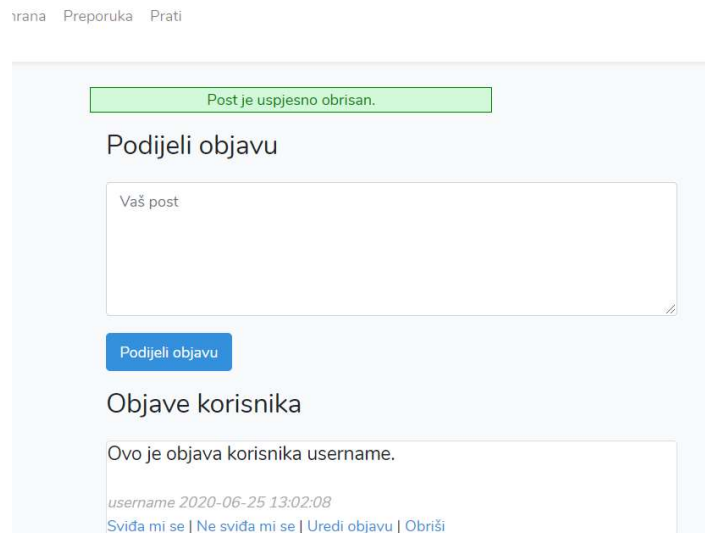 Preporuka Prati
Post je uspjesno obrisan.
Podijeli objavu
Vaš post
Podijeli objavu
Objave korisnika
Ovo je objava korisnika username.
username 2020-06-25 13:02:08
Sviđa mi se | Ne sviđa mi se | Uredi objavu | Obriši